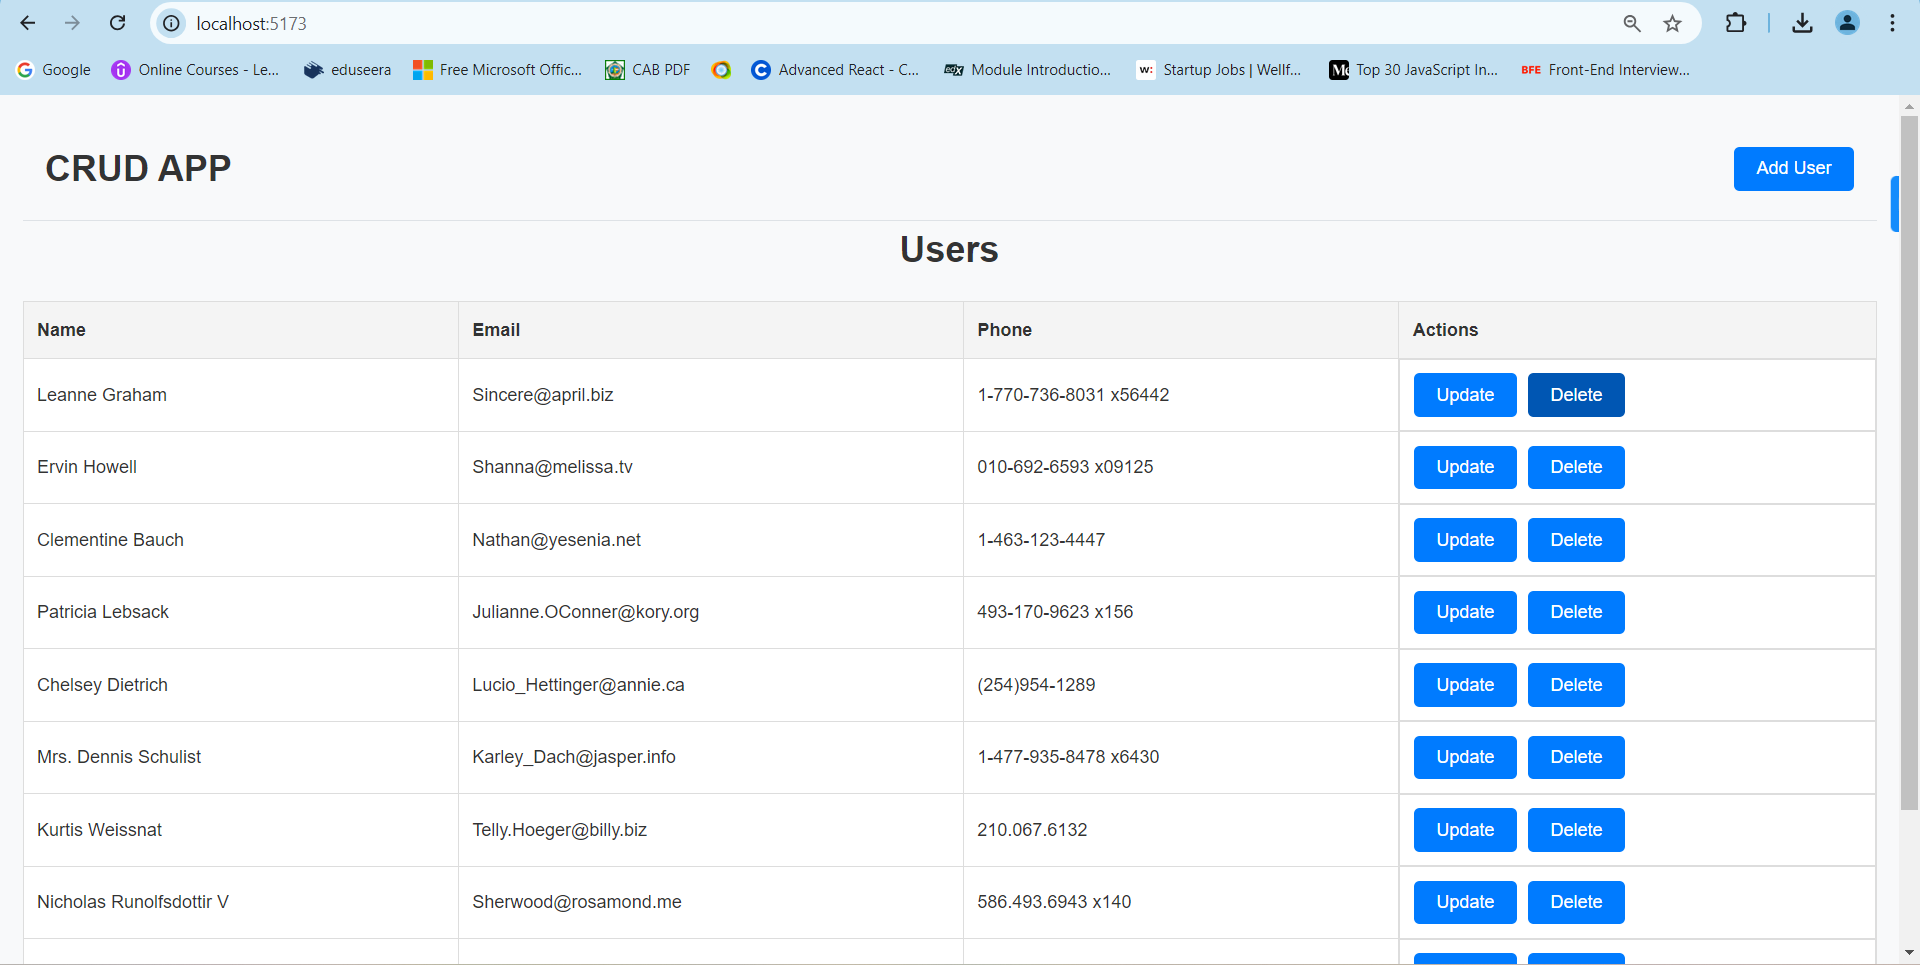 localhost:5173
Google Online Courses - Le... eduseera Free Microsoft Offic... CAB PDF Advanced React - C... edX Module Introductio... w: Startup Jobs | Wellf... Top 30 JavaScript In... BFE Front-End Interview...
CRUD APP Add User
Users
Name Email Phone Actions
Leanne Graham Sincere@april.biz 1-770-736-8031 x56442 Update Delete
Ervin Howell Shanna@melissa.tv 010-692-6593 x09125 Update Delete
Clementine Bauch Nathan@yesenia.net 1-463-123-4447 Update Delete
Patricia Lebsack Julianne.OConner@kory.org 493-170-9623 x156 Update Delete
Chelsey Dietrich Lucio_Hettinger@annie.ca (254)954-1289 Update Delete
Mrs. Dennis Schulist Karley_Dach@jasper.info 1-477-935-8478 x6430 Update Delete
Kurtis Weissnat Telly.Hoeger@billy.biz 210.067.6132 Update Delete
Nicholas Runolfsdottir V Sherwood@rosamond.me 586.493.6943 x140 Update Delete